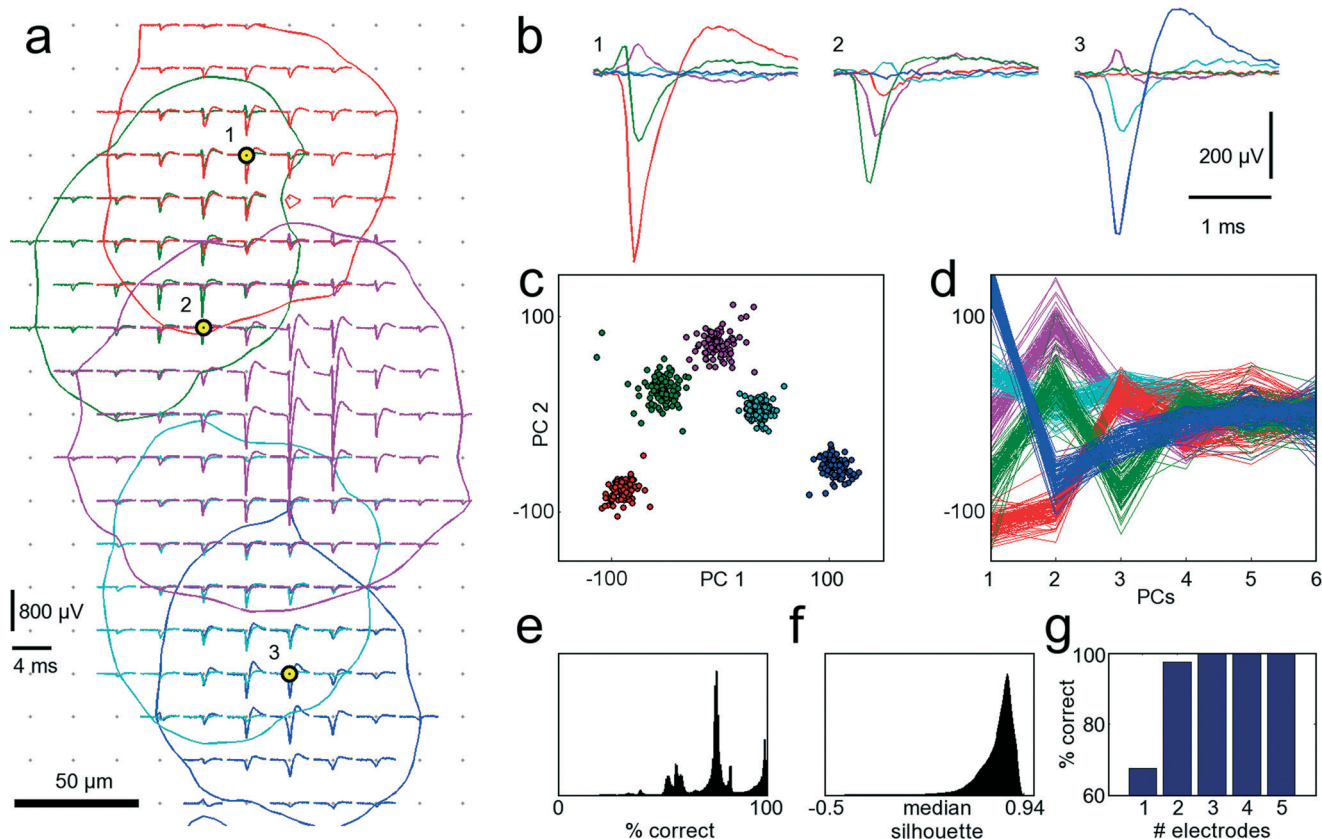 a
1
2
3
800 µV
4 ms
50 µm
b
1
2
3
200 µV
1 ms
c
100
PC 2
-100
-100
PC 1
100
d
100
-100
1
2
3
4
5
6
PCs
e
0
100
% correct
f
-0.5
median
0.94
silhouette
g
100
80
60
% correct
1
2
3
4
5
# electrodes